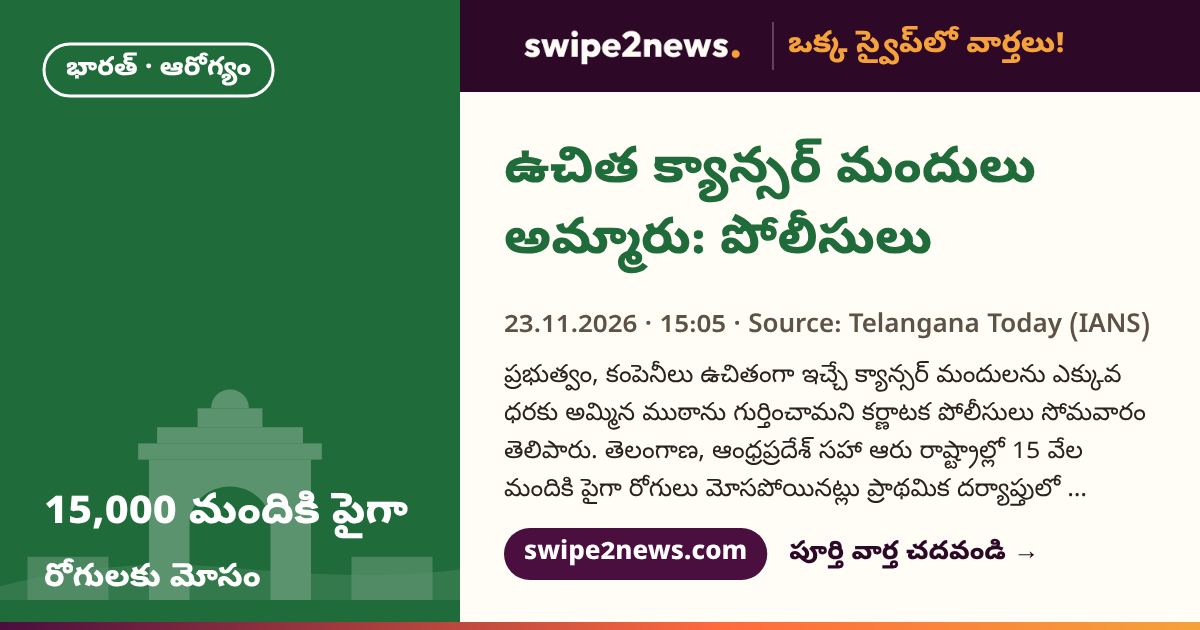 భారత్ · ఆరోగ్యం
15,000 మందికి పైగా
రోగులకు మోసం
swipe2news. ఒక్క స్వైప్‌లో వార్తలు!
ఉచిత క్యాన్సర్ మందులు
అమ్మారు: పోలీసులు
23.11.2026 · 15:05 · Source: Telangana Today (IANS)
ప్రభుత్వం, కంపెనీలు ఉచితంగా ఇచ్చే క్యాన్సర్ మందులను ఎక్కువ
ధరకు అమ్మిన ముఠాను గుర్తించామని కర్ణాటక పోలీసులు సోమవారం
తెలిపారు. తెలంగాణ, ఆంధ్రప్రదేశ్ సహా ఆరు రాష్ట్రాల్లో 15 వేల
మందికి పైగా రోగులు మోసపోయినట్లు ప్రాథమిక దర్యాప్తులో ...
swipe2news.com పూర్తి వార్త చదవండి →